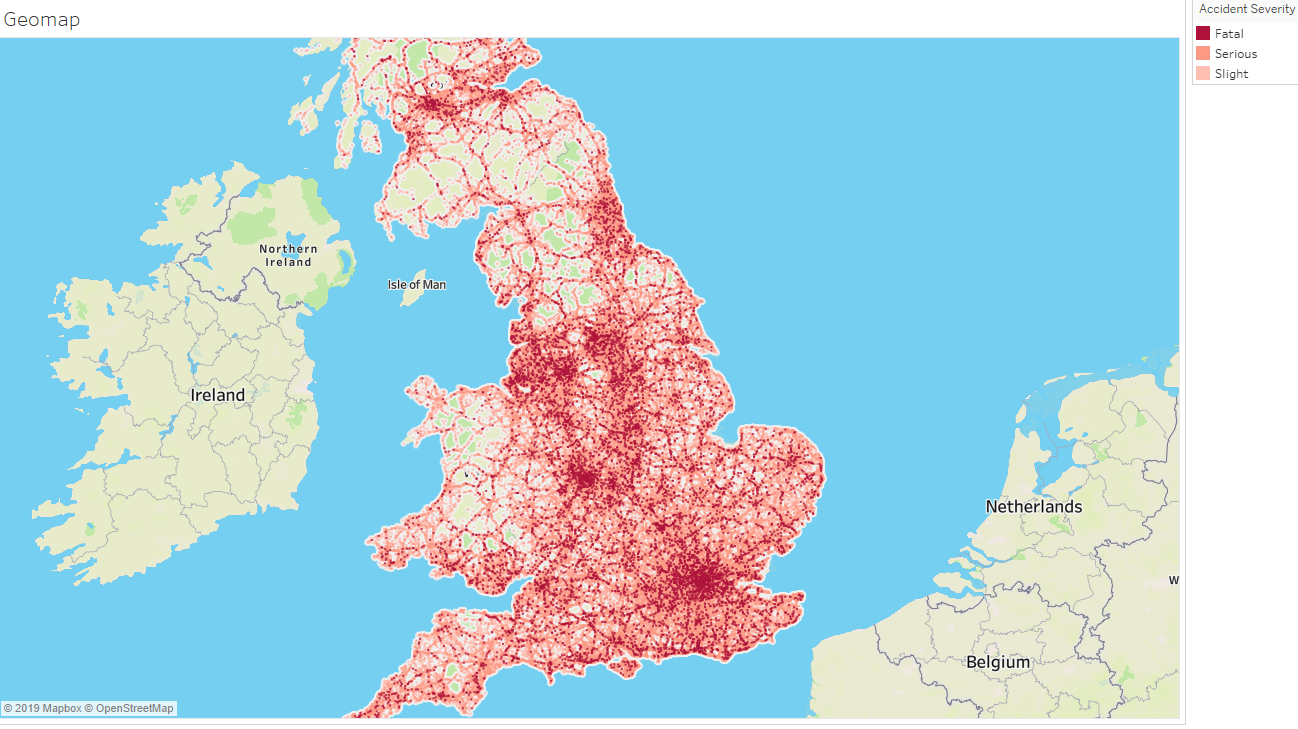 Geomap
Accident Severity
Fatal
Serious
Slight
Northern
Ireland
Isle of Man
Ireland
Netherlands
W
Belgium
© 2019 Mapbox © OpenStreetMap